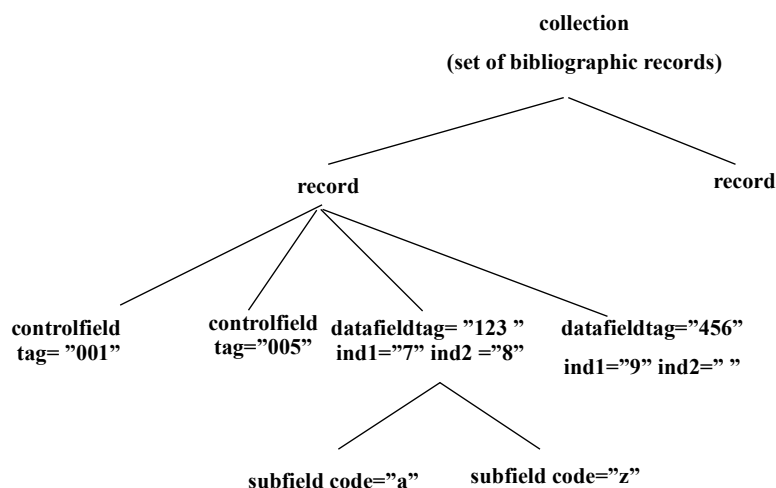 collection
(set of bibliographic records)
record
record
controlfield
tag= ”001”
controlfield
tag=”005”
datafieldtag= ”123 ”
ind1=”7” ind2 =”8”
datafieldtag=”456”
ind1=”9” ind2=” ”
subfield code=”a”
subfield code=”z”